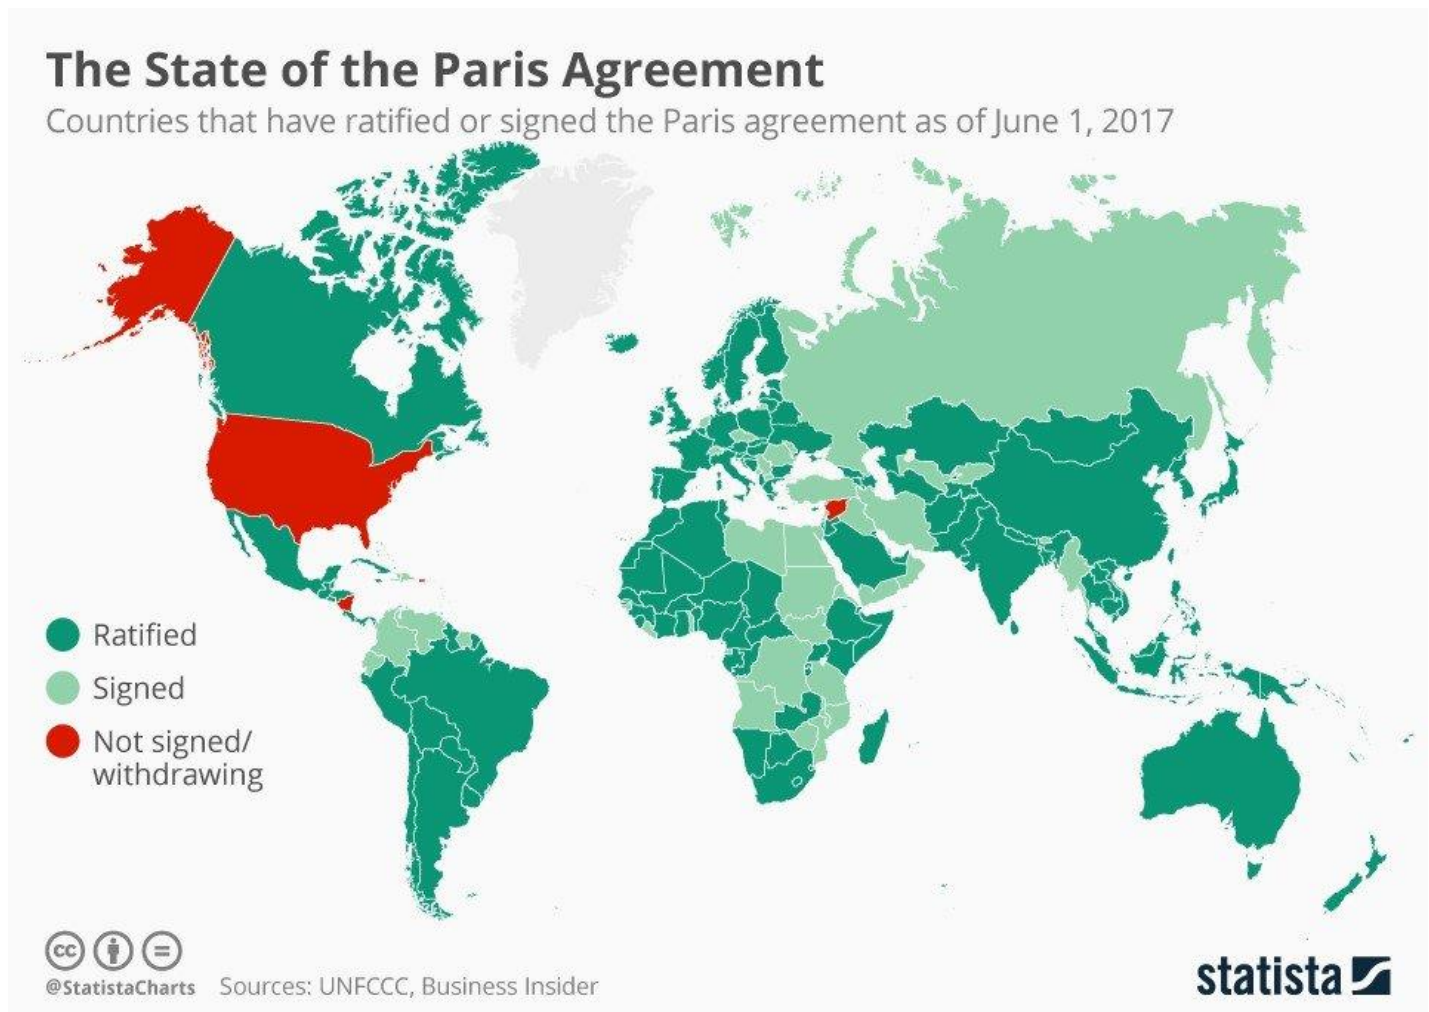 The State of the Paris Agreement
Countries that have ratified or signed the Paris agreement as of June 1, 2017
Ratified
Signed
Not signed/
withdrawing
cc
@StatistaCharts Sources: UNFCCC, Business Insider
statista